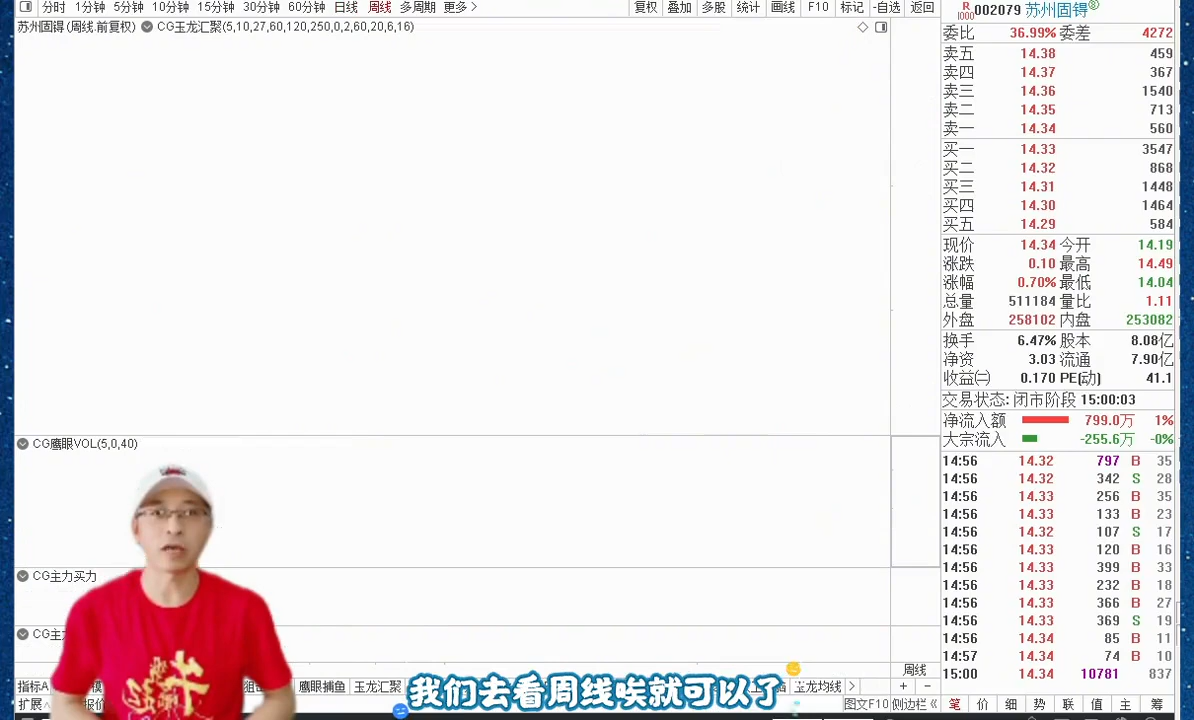 分时 1分钟 5分钟 10分钟 15分钟 30分钟 60分钟 日线 周线 多周期 更多> 复权 叠加 多股 统计 画线 F10 标记 -自选 返回
R 1000 002079 苏州固锝
苏州固锝(周线.前复权) CG玉龙汇聚(5,10,27,60,120,250,0,2,60,20,6,16)
委比 36.99% 委差 4272
卖五 14.38 459
卖四 14.37 367
卖三 14.36 1540
卖二 14.35 713
卖一 14.34 560
买一 14.33 3547
买二 14.32 868
买三 14.31 1448
买四 14.30 1464
买五 14.29 584
现价 14.34 今开 14.19
涨跌 0.10 最高 14.49
涨幅 0.70% 最低 14.04
总量 511184 量比 1.11
外盘 258102 内盘 253082
换手 6.47% 股本 8.08亿
净资 3.03 流通 7.90亿
收益㈡ 0.170 PE(动) 41.1
交易状态: 闭市阶段 15:00:03
净流入额 799.0万 1%
大宗流入 -255.6万 -0%
CG鹰眼VOL(5,0,40)
14:56 14.32 797 B 35
14:56 14.32 342 S 28
14:56 14.33 256 B 35
14:56 14.33 133 B 23
14:56 14.32 107 S 17
14:56 14.33 120 B 16
14:56 14.33 399 B 33
14:56 14.33 232 B 18
14:56 14.33 366 B 27
14:56 14.33 369 S 19
14:56 14.34 85 B 11
14:57 14.34 74 B 10
15:00 14.34 10781 837
CG主力买力
CG主
周线
指标A 鹰眼捕鱼 玉龙汇聚 玉龙均线 > + −
我们去看周线唉就可以了
扩展∧ 报价 图文F10 侧边栏《 笔 价 细 势 联 值 主 筹